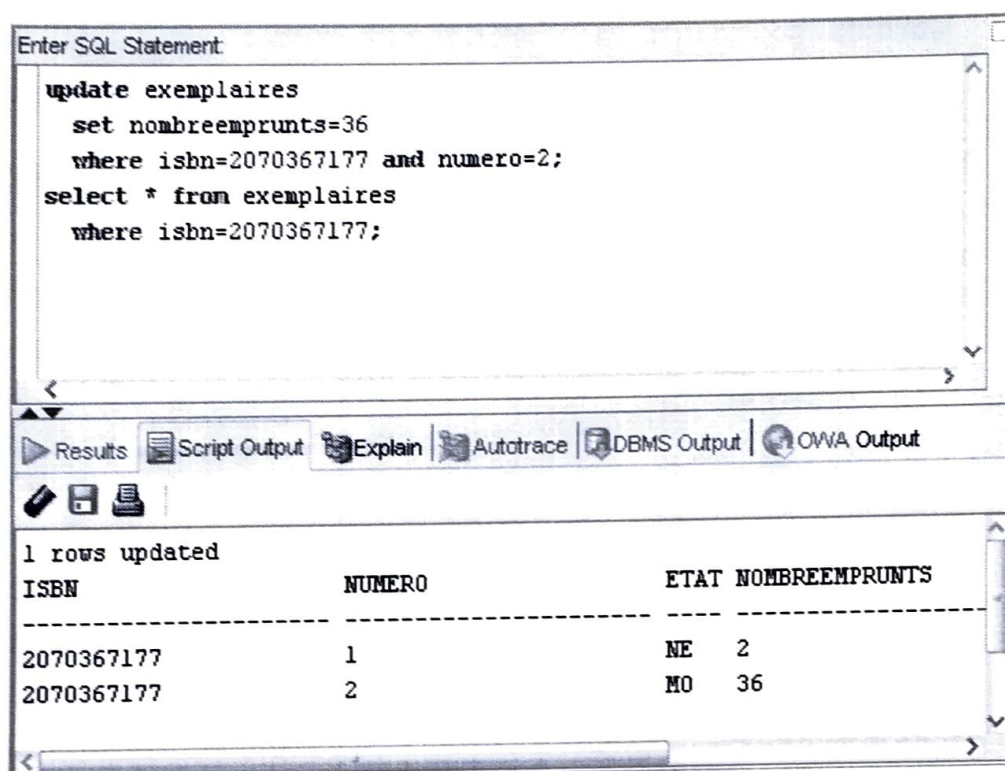 Enter SQL Statement:
update exemplaires
set nombreemprunts=36
where isbn=2070367177 and numero=2;
select * from exemplaires
where isbn=2070367177;
Results Script Output Explain Autotrace DBMS Output OWA Output
1 rows updated
ISBN NUMERO ETAT NOMBREEMPRUNTS
---------------------- ---------------------- ---- ------------------
2070367177 1 NE 2
2070367177 2 MO 36